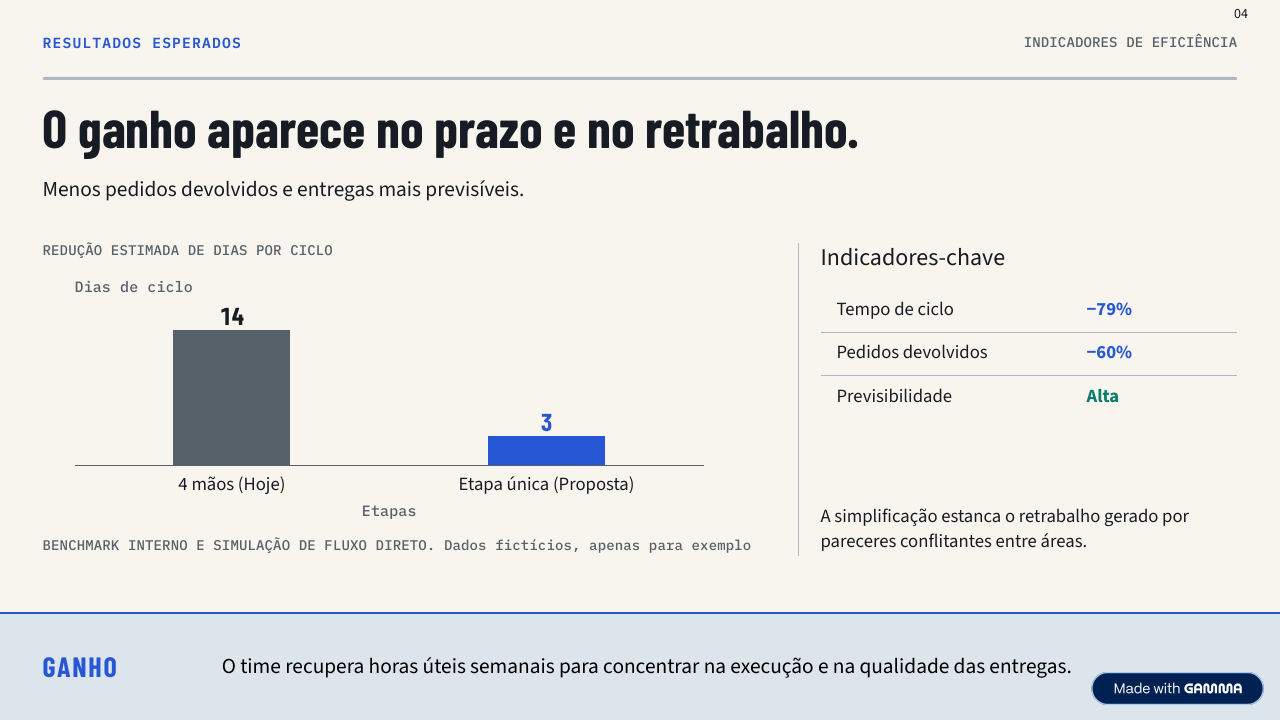 04
RESULTADOS ESPERADOS
INDICADORES DE EFICIÊNCIA
O ganho aparece no prazo e no retrabalho.
Menos pedidos devolvidos e entregas mais previsíveis.
REDUÇÃO ESTIMADA DE DIAS POR CICLO
Dias de ciclo
14
3
4 mãos (Hoje)
Etapa única (Proposta)
Etapas
BENCHMARK INTERNO E SIMULAÇÃO DE FLUXO DIRETO. Dados fictícios, apenas para exemplo
Indicadores-chave
Tempo de ciclo −79%
Pedidos devolvidos −60%
Previsibilidade Alta
A simplificação estanca o retrabalho gerado por
pareceres conflitantes entre áreas.
GANHO
O time recupera horas úteis semanais para concentrar na execução e na qualidade das entregas.
Made with GAMMA